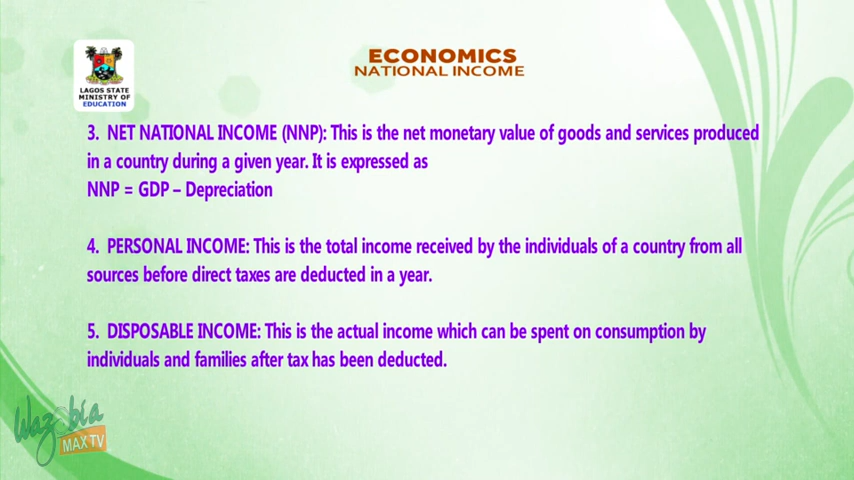 ECONOMICS
NATIONAL INCOME
LAGOS STATE
MINISTRY OF
EDUCATION
3. NET NATIONAL INCOME (NNP): This is the net monetary value of goods and services produced
in a country during a given year. It is expressed as
NNP = GDP – Depreciation
4. PERSONAL INCOME: This is the total income received by the individuals of a country from all
sources before direct taxes are deducted in a year.
5. DISPOSABLE INCOME: This is the actual income which can be spent on consumption by
individuals and families after tax has been deducted.
Wazobia
MAX TV